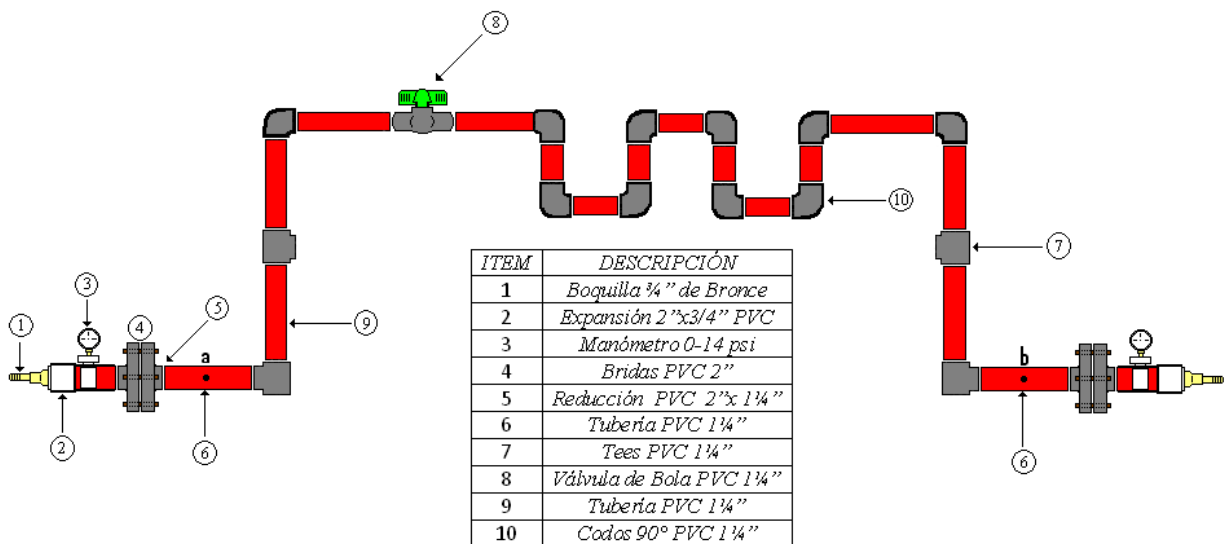 8
3
4
5
1
a
9
2
6
10
7
b
6
ITEM DESCRIPCIÓN
1 Boquilla ¾” de Bronce
2 Expansión 2”x3/4” PVC
3 Manómetro 0-14 psi
4 Bridas PVC 2”
5 Reducción PVC 2”x 1¼”
6 Tubería PVC 1¼”
7 Tees PVC 1¼”
8 Válvula de Bola PVC 1¼”
9 Tubería PVC 1¼”
10 Codos 90° PVC 1¼”